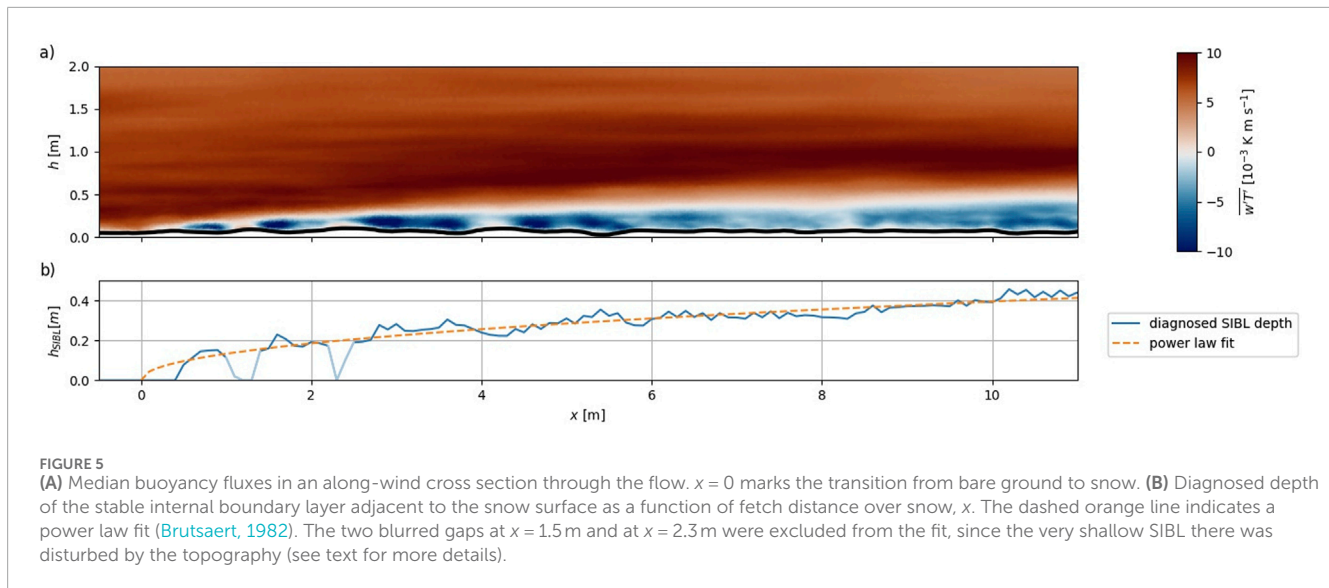 a)
2.0
1.5
1.0
0.5
0.0
h [m]
10
5
0
−5
−10
w′T′ [10⁻³ K m s⁻¹]
b)
0.4
0.2
0.0
h_SIBL[m]
0
2
4
6
8
10
x [m]
diagnosed SIBL depth
power law fit
FIGURE 5
(A) Median buoyancy fluxes in an along-wind cross section through the flow. x = 0 marks the transition from bare ground to snow. (B) Diagnosed depth
of the stable internal boundary layer adjacent to the snow surface as a function of fetch distance over snow, x. The dashed orange line indicates a
power law fit (Brutsaert, 1982). The two blurred gaps at x = 1.5 m and at x = 2.3 m were excluded from the fit, since the very shallow SIBL there was
disturbed by the topography (see text for more details).